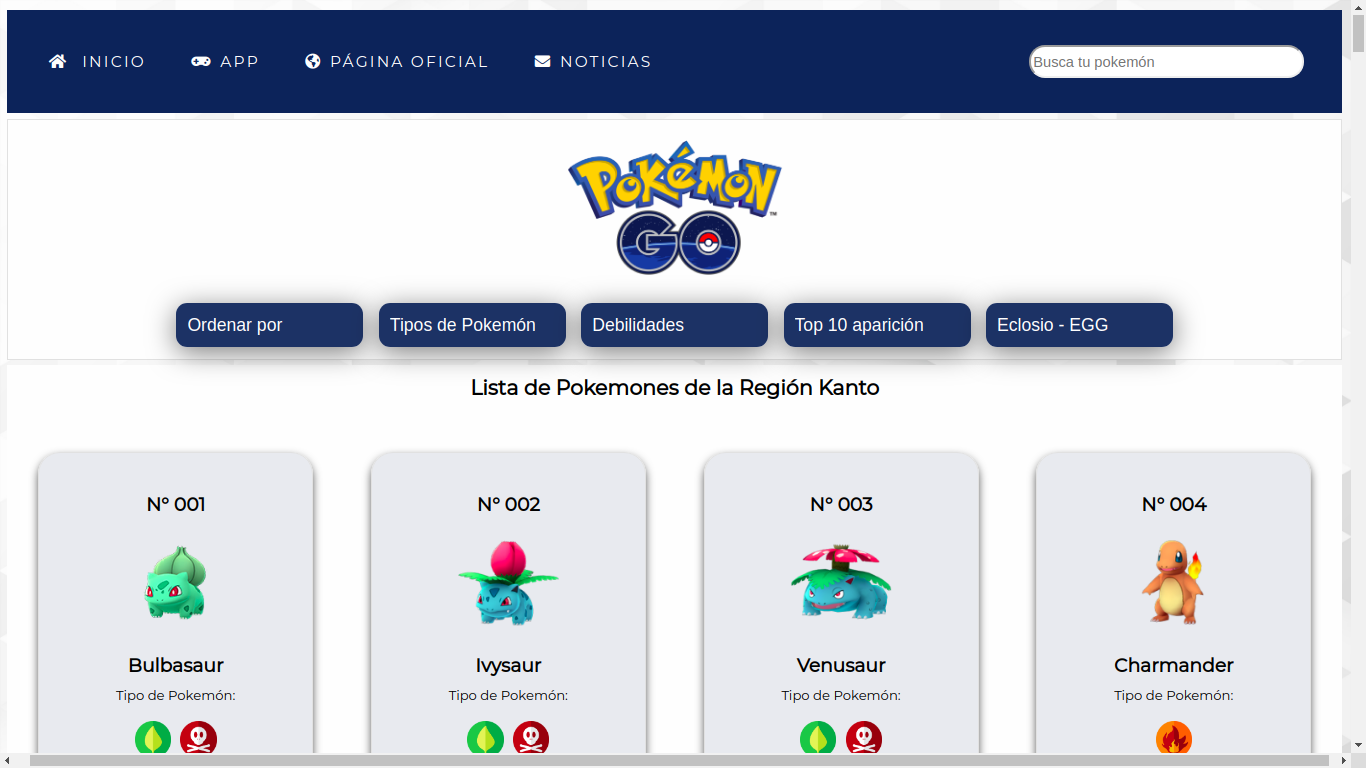 INICIO APP PÁGINA OFICIAL NOTICIAS Busca tu pokemón
POKÉMON
GO
Ordenar por Tipos de Pokemón Debilidades Top 10 aparición Eclosio - EGG
Lista de Pokemones de la Región Kanto
N° 001 N° 002 N° 003 N° 004
Bulbasaur Ivysaur Venusaur Charmander
Tipo de Pokemón: Tipo de Pokemón: Tipo de Pokemón: Tipo de Pokemón: